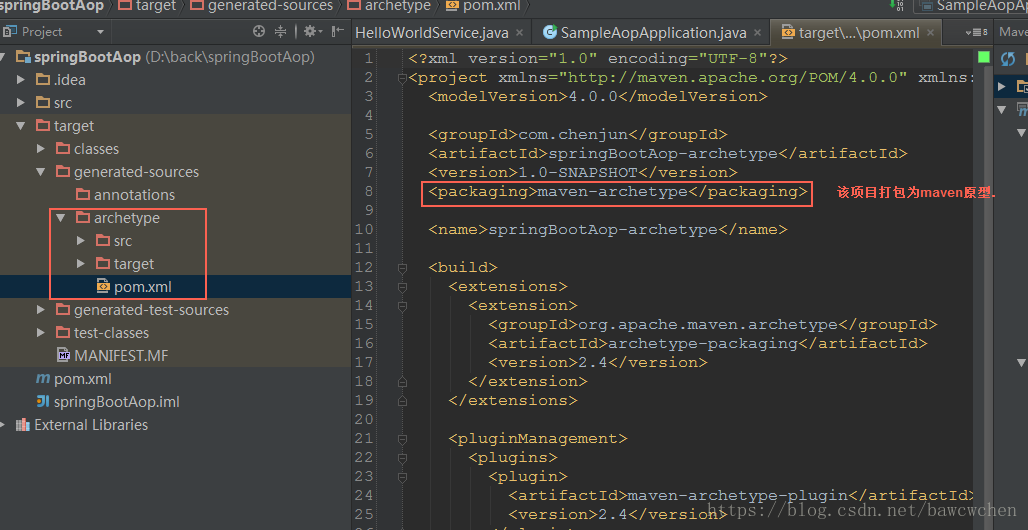 springBootAop target generated-sources archetype pom.xml SampleAopAp
Project HelloWorldService.java SampleAopApplication.java target\...\pom.xml Mave
springBootAop (D:\back\springBootAop)
.idea
src
target
classes
generated-sources
annotations
archetype
src
target
pom.xml
generated-test-sources
test-classes
MANIFEST.MF
pom.xml
springBootAop.iml
External Libraries
1 <?xml version="1.0" encoding="UTF-8"?>
2 <project xmlns="http://maven.apache.org/POM/4.0.0" xmlns:
3 <modelVersion>4.0.0</modelVersion>
4
5 <groupId>com.chenjun</groupId>
6 <artifactId>springBootAop-archetype</artifactId>
7 <version>1.0-SNAPSHOT</version>
8 <packaging>maven-archetype</packaging> 该项目打包为maven原型.
9
10 <name>springBootAop-archetype</name>
11
12 <build>
13 <extensions>
14 <extension>
15 <groupId>org.apache.maven.archetype</groupId>
16 <artifactId>archetype-packaging</artifactId>
17 <version>2.4</version>
18 </extension>
19 </extensions>
20
21 <pluginManagement>
22 <plugins>
23 <plugin>
24 <artifactId>maven-archetype-plugin</artifactId>
25 <version>2.4</version>
https://blog.csdn.net/bawcwchen